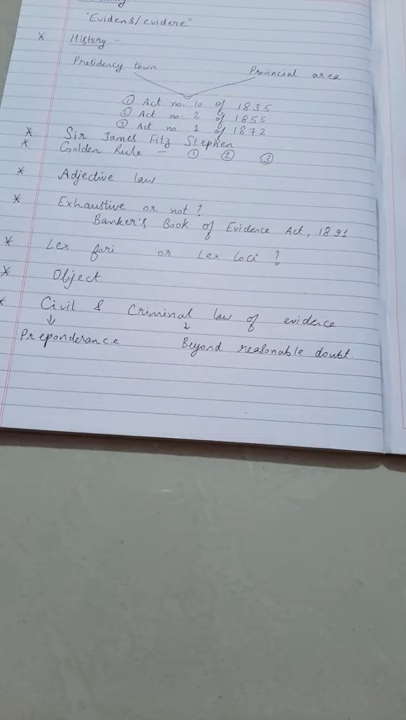 "Evidens/evidere"
* History -
Presidency town Provincial area
① Act no. 10 of 1835
② Act no. 2 of 1855
③ Act no. 1 of 1872
* Sir James Fitz Stephen
* Golden Rule - ① ② ③
* Adjective law
* Exhaustive or not?
Banker's Book of Evidence Act, 1891
* Lex fori or Lex Loci?
* Object
* Civil & Criminal law of evidence
↓ ↓
Preponderance Beyond reasonable doubt.